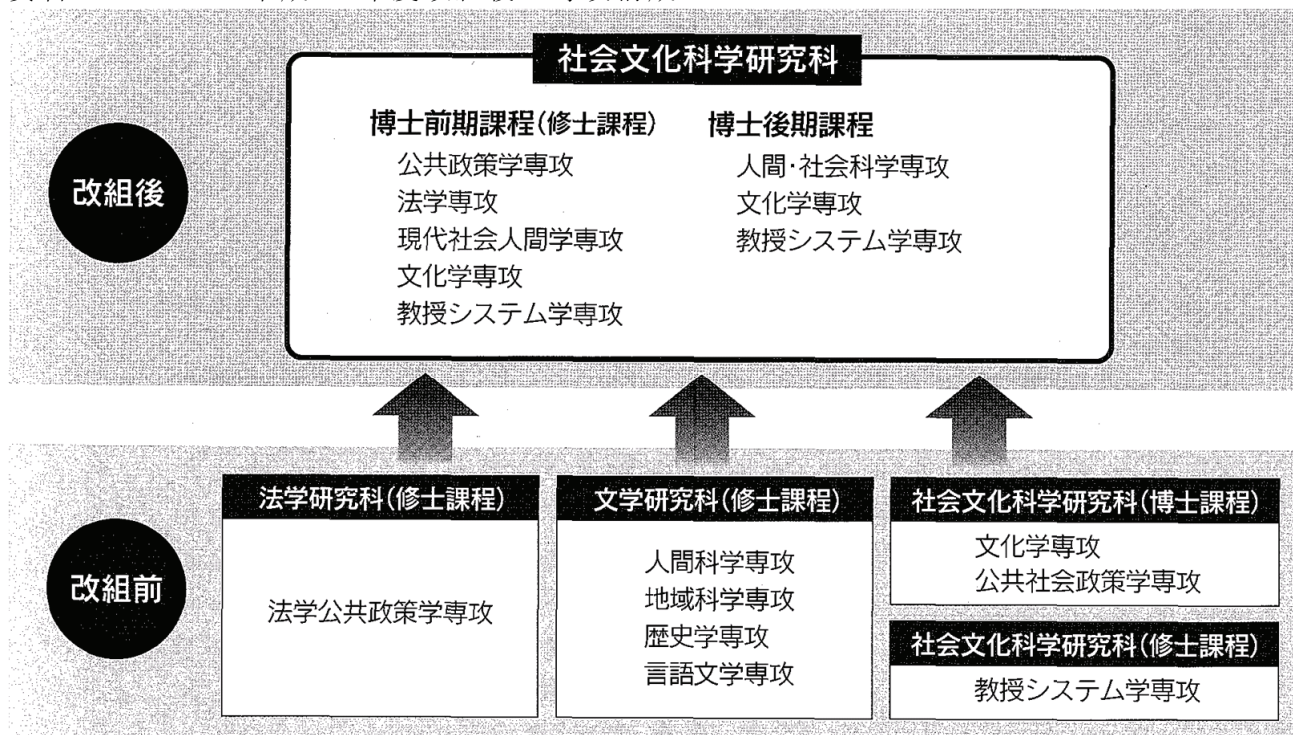 社会文化科学研究科
改組後
博士前期課程(修士課程)
公共政策学専攻
法学専攻
現代社会人間学専攻
文化学専攻
教授システム学専攻
博士後期課程
人間・社会科学専攻
文化学専攻
教授システム学専攻
改組前
法学研究科(修士課程)
法学公共政策学専攻
文学研究科(修士課程)
人間科学専攻
地域科学専攻
歴史学専攻
言語文学専攻
社会文化科学研究科(博士課程)
文化学専攻
公共社会政策学専攻
社会文化科学研究科(修士課程)
教授システム学専攻